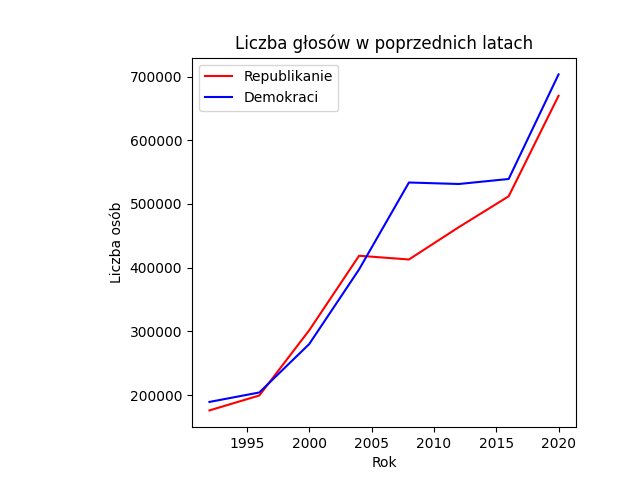 Liczba głosów w poprzednich latach
Republikanie
Demokraci
700000
600000
500000
400000
300000
200000
Liczba osób
1995 2000 2005 2010 2015 2020
Rok